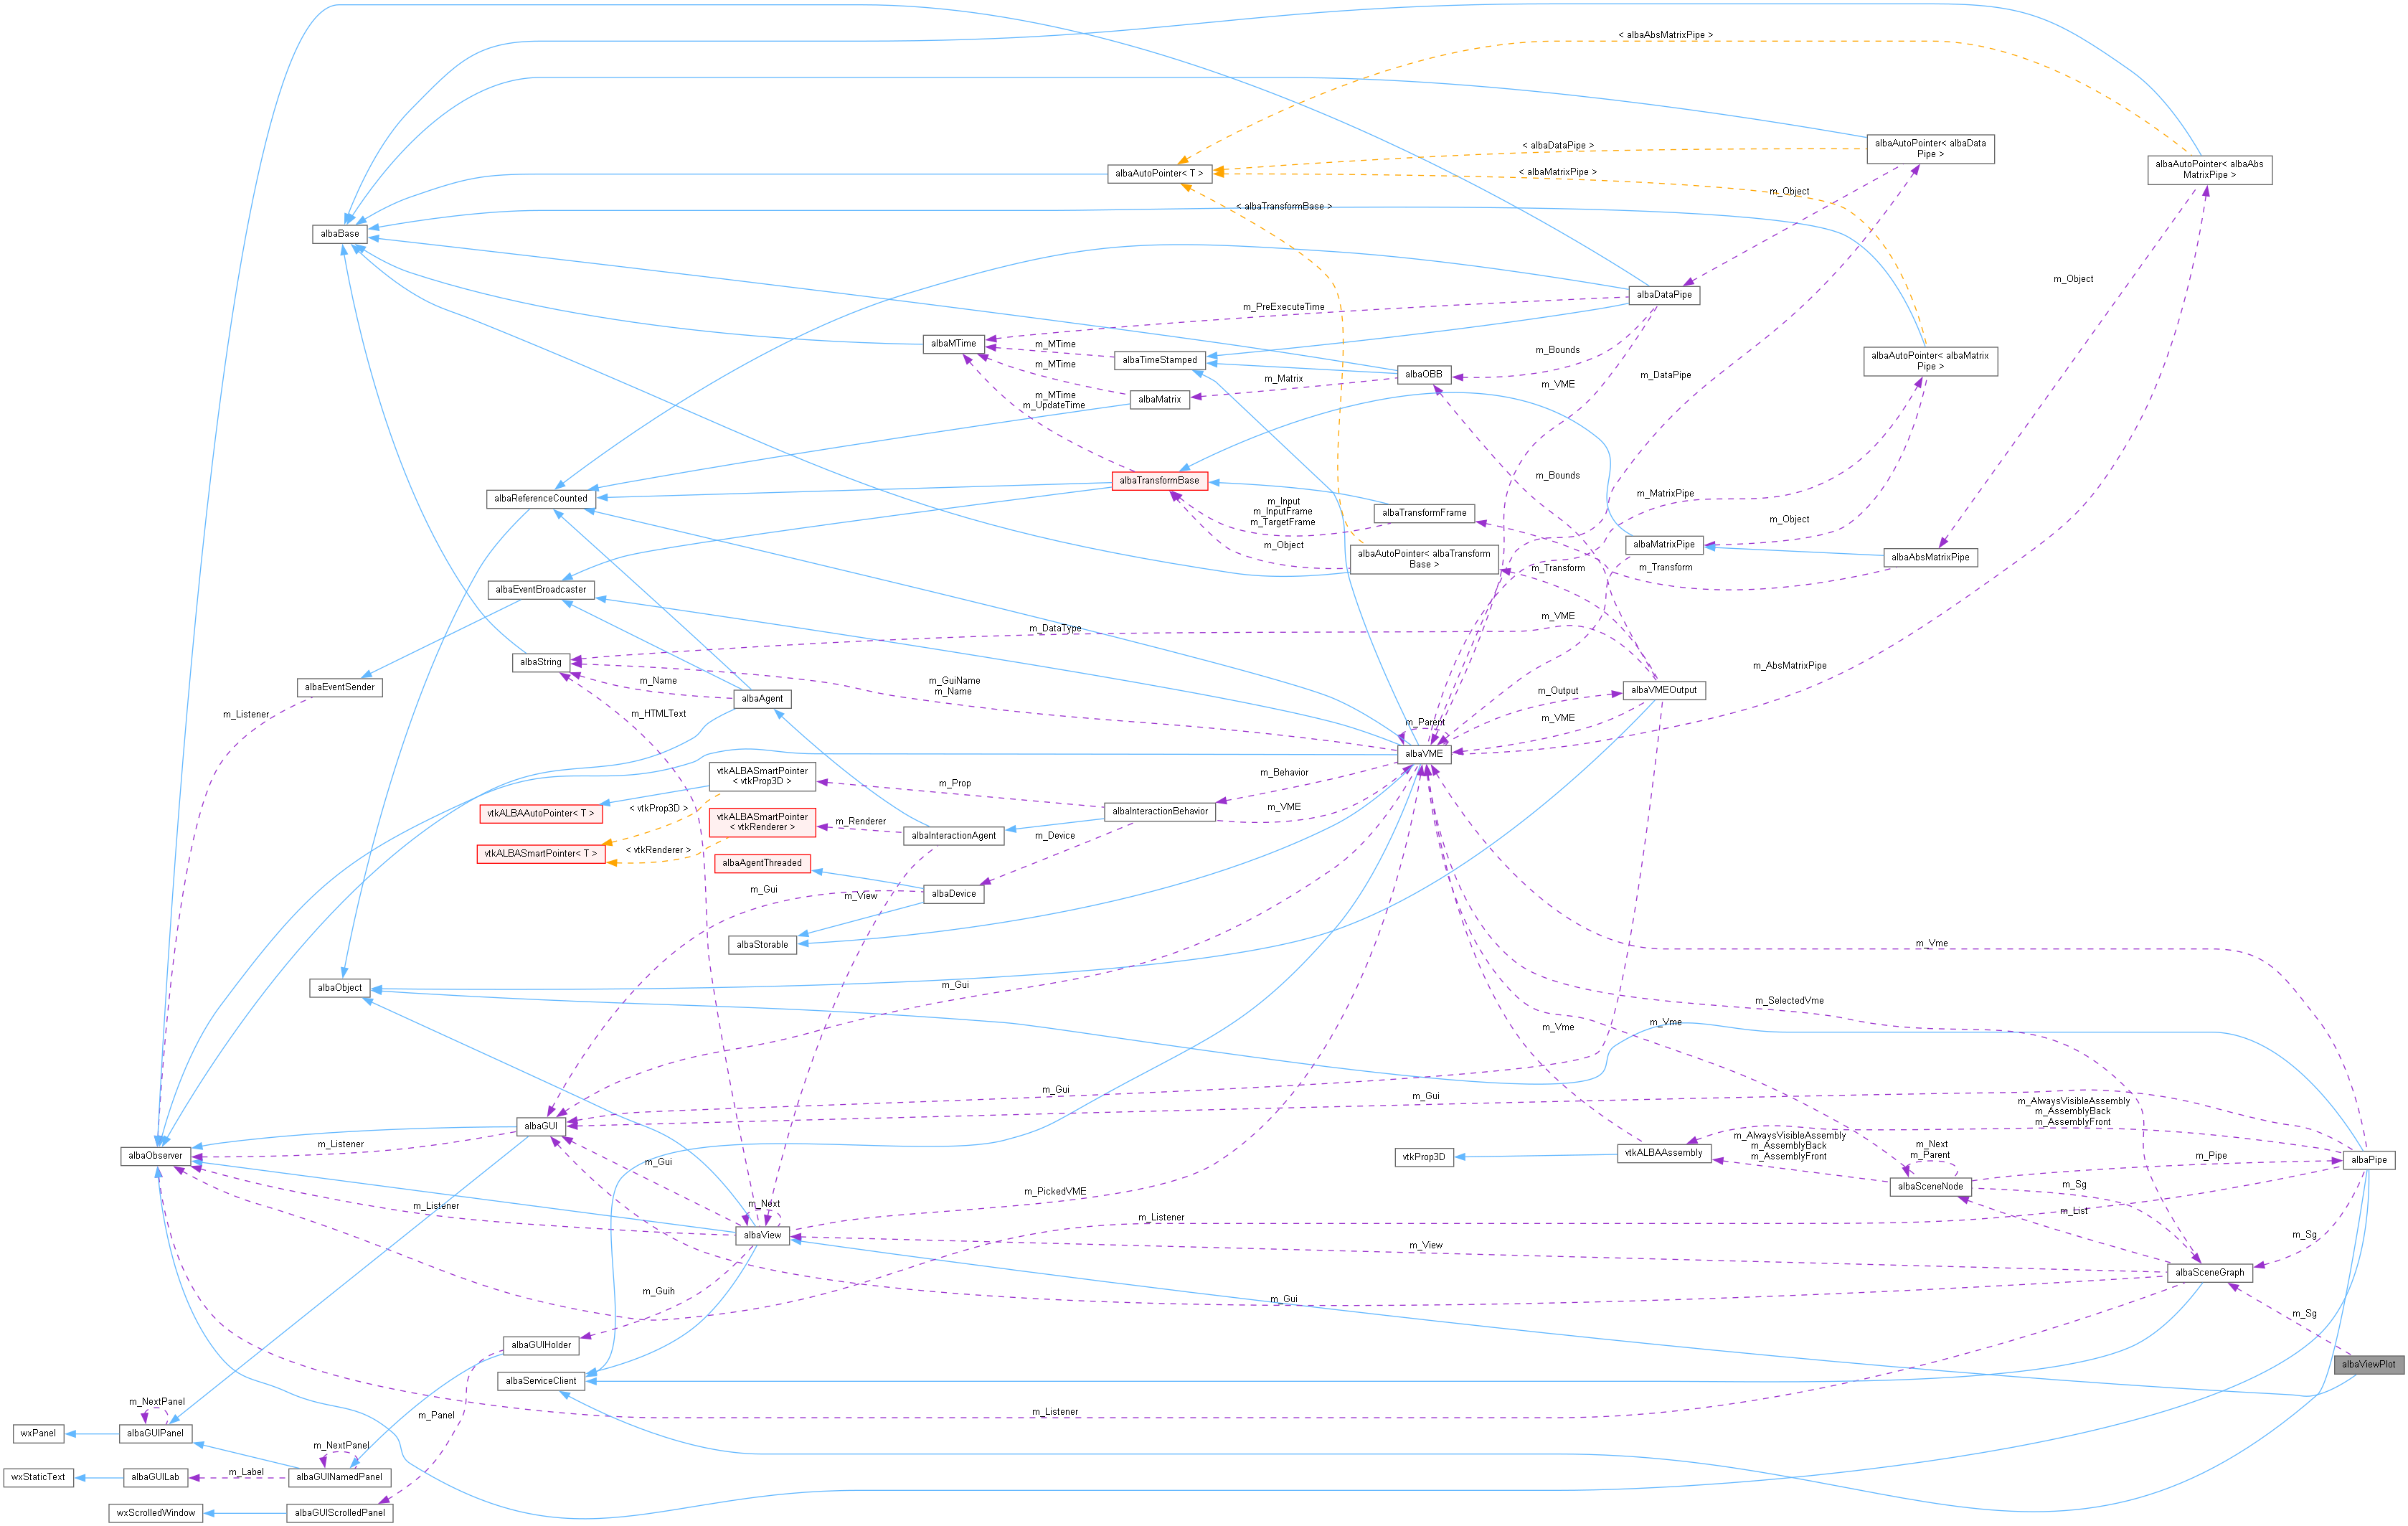 < albaAbsMatrixPipe >
albaAutoPointer< albaData
Pipe >
< albaDataPipe >
albaAutoPointer< albaAbs
MatrixPipe >
albaAutoPointer< T >
< albaMatrixPipe >
m_Object
< albaTransformBase >
albaBase
m_Object
albaDataPipe
m_PreExecuteTime
albaMTime
m_MTime
albaTimeStamped
m_Bounds
albaAutoPointer< albaMatrix
Pipe >
m_MTime
albaOBB
m_Matrix
m_VME
m_DataPipe
m_MTime
m_UpdateTime
albaMatrix
albaTransformBase
m_Bounds
albaReferenceCounted
m_Input
m_InputFrame
m_TargetFrame
albaTransformFrame
m_MatrixPipe
m_Object
m_Object
albaMatrixPipe
albaAutoPointer< albaTransform
Base >
albaAbsMatrixPipe
m_Transform
m_Transform
albaEventBroadcaster
m_DataType
m_VME
albaString
m_AbsMatrixPipe
albaEventSender
m_Name
m_GuiName
m_Name
albaAgent
m_Output
albaVMEOutput
m_Listener
m_HTMLText
m_VME
m_Parent
albaVME
vtkALBASmartPointer
< vtkProp3D >
m_Prop
m_Behavior
vtkALBAAutoPointer< T >
< vtkProp3D >
albaInteractionBehavior
m_VME
vtkALBASmartPointer
< vtkRenderer >
m_Renderer
albaInteractionAgent
m_Device
vtkALBASmartPointer< T >
< vtkRenderer >
albaAgentThreaded
m_Gui
m_View
albaDevice
albaStorable
m_Vme
albaObject
m_Gui
m_SelectedVme
m_Vme
m_Vme
m_Gui
m_Gui
m_AlwaysVisibleAssembly
m_AssemblyBack
m_AssemblyFront
albaGUI
m_Listener
albaObserver
m_Gui
vtkProp3D
m_AlwaysVisibleAssembly
m_AssemblyBack
m_AssemblyFront
vtkALBAAssembly
m_Next
m_Parent
m_Pipe
albaPipe
albaSceneNode
m_Sg
m_PickedVME
m_Next
m_Listener
albaView
m_Listener
m_List
m_View
m_Sg
albaSceneGraph
m_Guih
m_Gui
m_Sg
albaGUIHolder
albaViewPlot
albaServiceClient
m_NextPanel
m_Panel
m_Listener
wxPanel
albaGUIPanel
m_NextPanel
wxStaticText
albaGUILab
m_Label
albaGUINamedPanel
wxScrolledWindow
albaGUIScrolledPanel